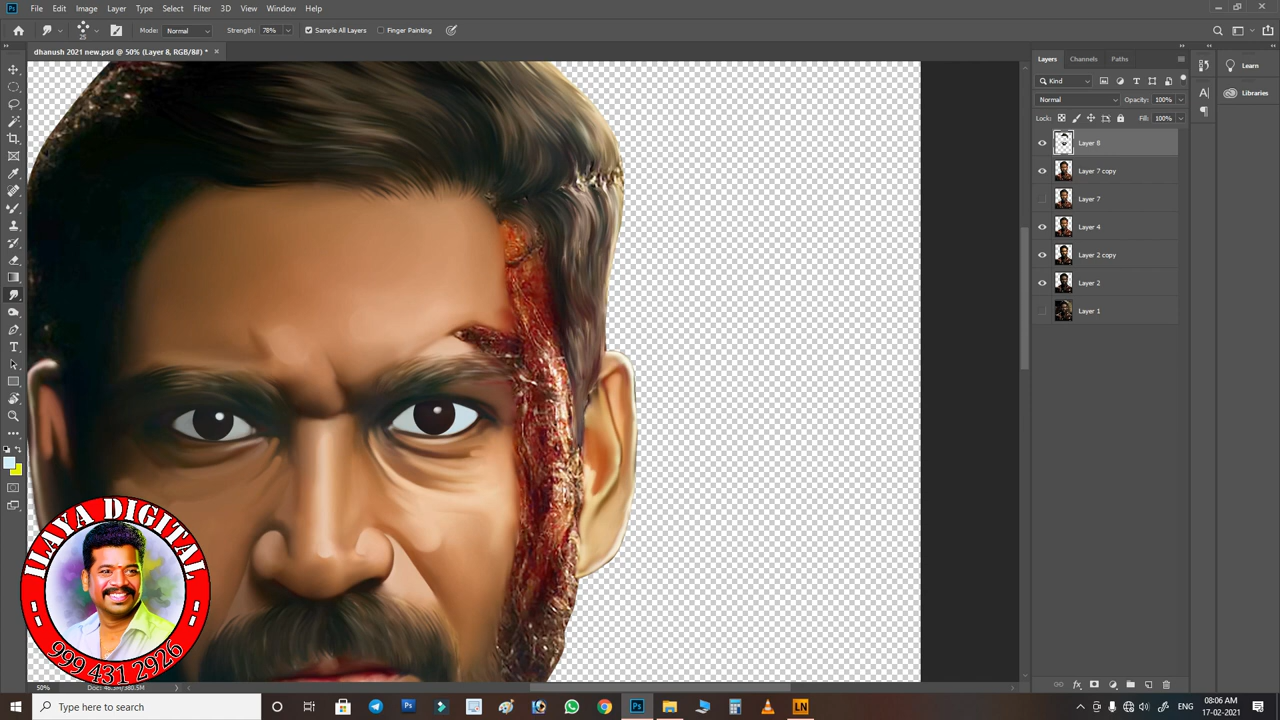 File Edit Image Layer Type Select Filter 3D View Window Help
25 Mode: Normal Strength: 78% Sample All Layers Finger Painting
dhanush 2021 new.psd @ 50% (Layer 8, RGB/8#) *
Layers Channels Paths
Learn
Kind
Libraries
Normal Opacity: 100%
Lock: Fill: 100%
Layer 8
Layer 7 copy
Layer 7
Layer 4
Layer 2 copy
Layer 2
Layer 1
ILAYA DIGITAL
999 431 2926
50%
Type here to search
LN
ENG
08:06 AM
17-02-2021